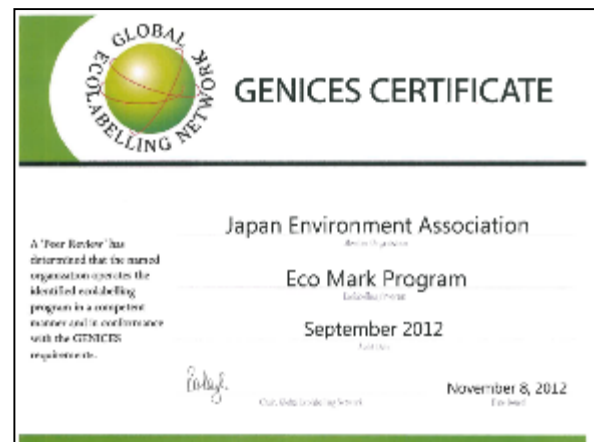 GLOBAL
ECOLABELLING NETWORK
GENICES CERTIFICATE
Japan Environment Association
Eco Mark Program
September 2012
A 'Peer Review' has
determined that the named
organization operates the
identified ecolabelling
program in a competent
manner and in conformance
with the GENICES
requirements.
November 8, 2012